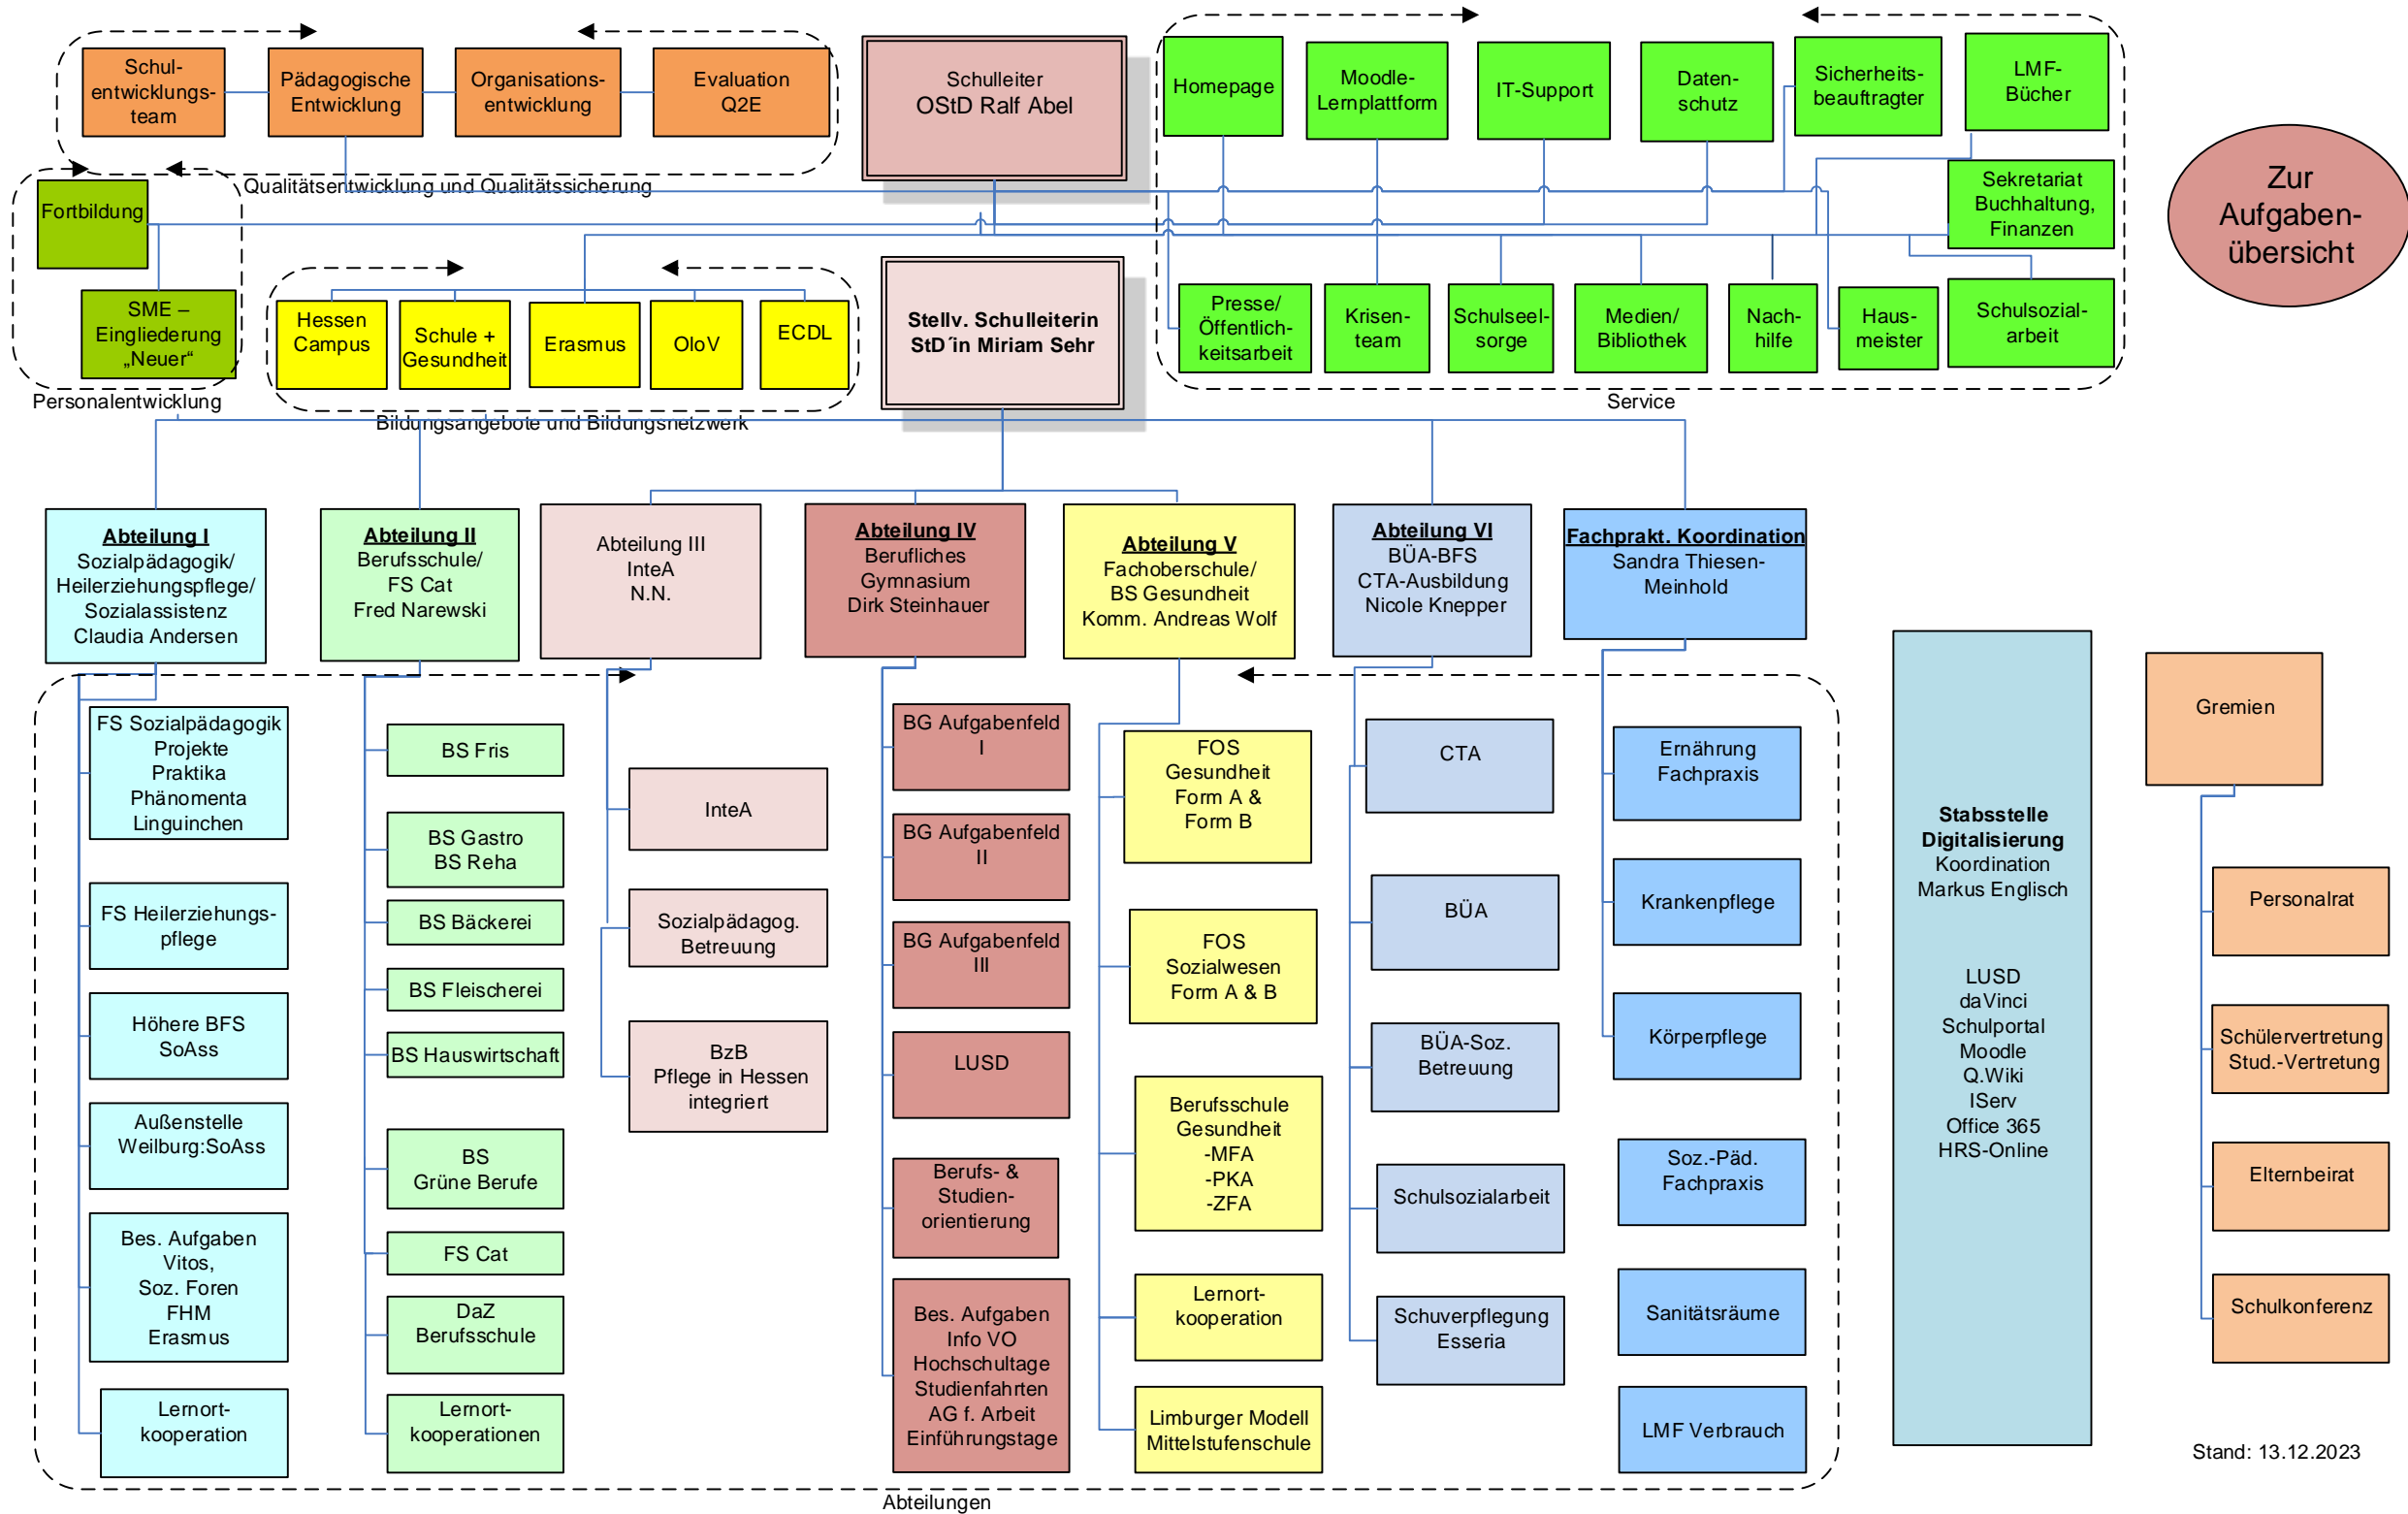 Schul-
entwicklungs-
team
Pädagogische
Entwicklung
Organisations-
entwicklung
Evaluation
Q2E
Qualitätsentwicklung und Qualitätssicherung
Schulleiter
OStD Ralf Abel
Homepage
Moodle-
Lernplattform
IT-Support
Daten-
schutz
Sicherheits-
beauftragter
LMF-
Bücher
Sekretariat
Buchhaltung,
Finanzen
Presse/
Öffentlich-
keitsarbeit
Krisen-
team
Schulseel-
sorge
Medien/
Bibliothek
Nach-
hilfe
Haus-
meister
Schulsozial-
arbeit
Service
Zur
Aufgaben-
übersicht
Fortbildung
SME –
Eingliederung
„Neuer“
Personalentwicklung
Hessen
Campus
Schule +
Gesundheit
Erasmus
OloV
ECDL
Bildungsangebote und Bildungsnetzwerk
Stellv. Schulleiterin
StD´in Miriam Sehr
Abteilung I
Sozialpädagogik/
Heilerziehungspflege/
Sozialassistenz
Claudia Andersen
Abteilung II
Berufsschule/
FS Cat
Fred Narewski
Abteilung III
InteA
N.N.
Abteilung IV
Berufliches
Gymnasium
Dirk Steinhauer
Abteilung V
Fachoberschule/
BS Gesundheit
Komm. Andreas Wolf
Abteilung VI
BÜA-BFS
CTA-Ausbildung
Nicole Knepper
Fachprakt. Koordination
Sandra Thiesen-
Meinhold
FS Sozialpädagogik
Projekte
Praktika
Phänomenta
Linguinchen
FS Heilerziehungs-
pflege
Höhere BFS
SoAss
Außenstelle
Weilburg:SoAss
Bes. Aufgaben
Vitos,
Soz. Foren
FHM
Erasmus
Lernort-
kooperation
BS Fris
BS Gastro
BS Reha
BS Bäckerei
BS Fleischerei
BS Hauswirtschaft
BS
Grüne Berufe
FS Cat
DaZ
Berufsschule
Lernort-
kooperationen
InteA
Sozialpädagog.
Betreuung
BzB
Pflege in Hessen
integriert
BG Aufgabenfeld
I
BG Aufgabenfeld
II
BG Aufgabenfeld
III
LUSD
Berufs- &
Studien-
orientierung
Bes. Aufgaben
Info VO
Hochschultage
Studienfahrten
AG f. Arbeit
Einführungstage
FOS
Gesundheit
Form A &
Form B
FOS
Sozialwesen
Form A & B
Berufsschule
Gesundheit
-MFA
-PKA
-ZFA
Lernort-
kooperation
Limburger Modell
Mittelstufenschule
CTA
BÜA
BÜA-Soz.
Betreuung
Schulsozialarbeit
Schuverpflegung
Esseria
Ernährung
Fachpraxis
Krankenpflege
Körperpflege
Soz.-Päd.
Fachpraxis
Sanitätsräume
LMF Verbrauch
Abteilungen
Stabsstelle
Digitalisierung
Koordination
Markus Englisch
LUSD
daVinci
Schulportal
Moodle
Q.Wiki
IServ
Office 365
HRS-Online
Gremien
Personalrat
Schülervertretung
Stud.-Vertretung
Elternbeirat
Schulkonferenz
Stand: 13.12.2023